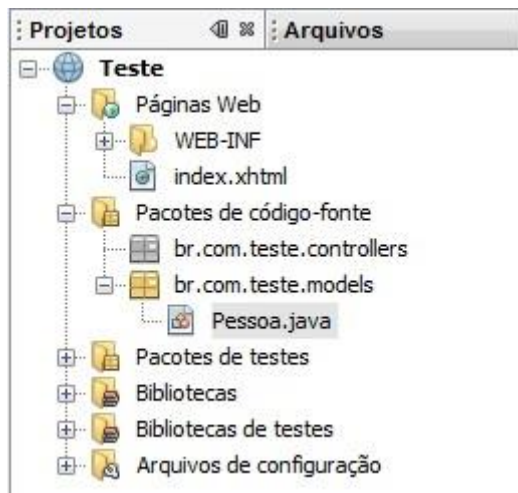 Projetos Arquivos
Teste
Páginas Web
WEB-INF
index.xhtml
Pacotes de código-fonte
br.com.teste.controllers
br.com.teste.models
Pessoa.java
Pacotes de testes
Bibliotecas
Bibliotecas de testes
Arquivos de configuração